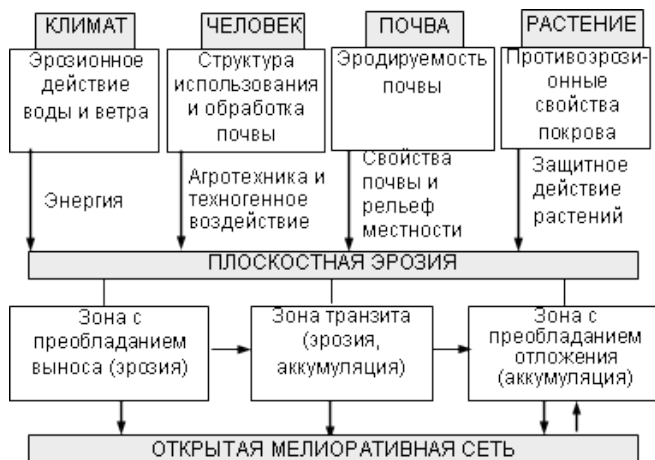 КЛИМАТ
Эрозионное
действие
воды и ветра
ЧЕЛОВЕК
Структура
использования
и обработка
почвы
ПОЧВА
Эродируемость
почвы
РАСТЕНИЕ
Противоэрози-
онные
свойства
покрова
Энергия
Агротехника и
техногенное
воздействие
Свойства
почвы и
рельеф
местности
Защитное
действие
растений
ПЛОСКОСТНАЯ ЭРОЗИЯ
Зона с
преобладанием
выноса (эрозия)
Зона транзита
(эрозия,
аккумуляция)
Зона с
преобладанием
отложения
(аккумуляция)
ОТКРЫТАЯ МЕЛИОРАТИВНАЯ СЕТЬ